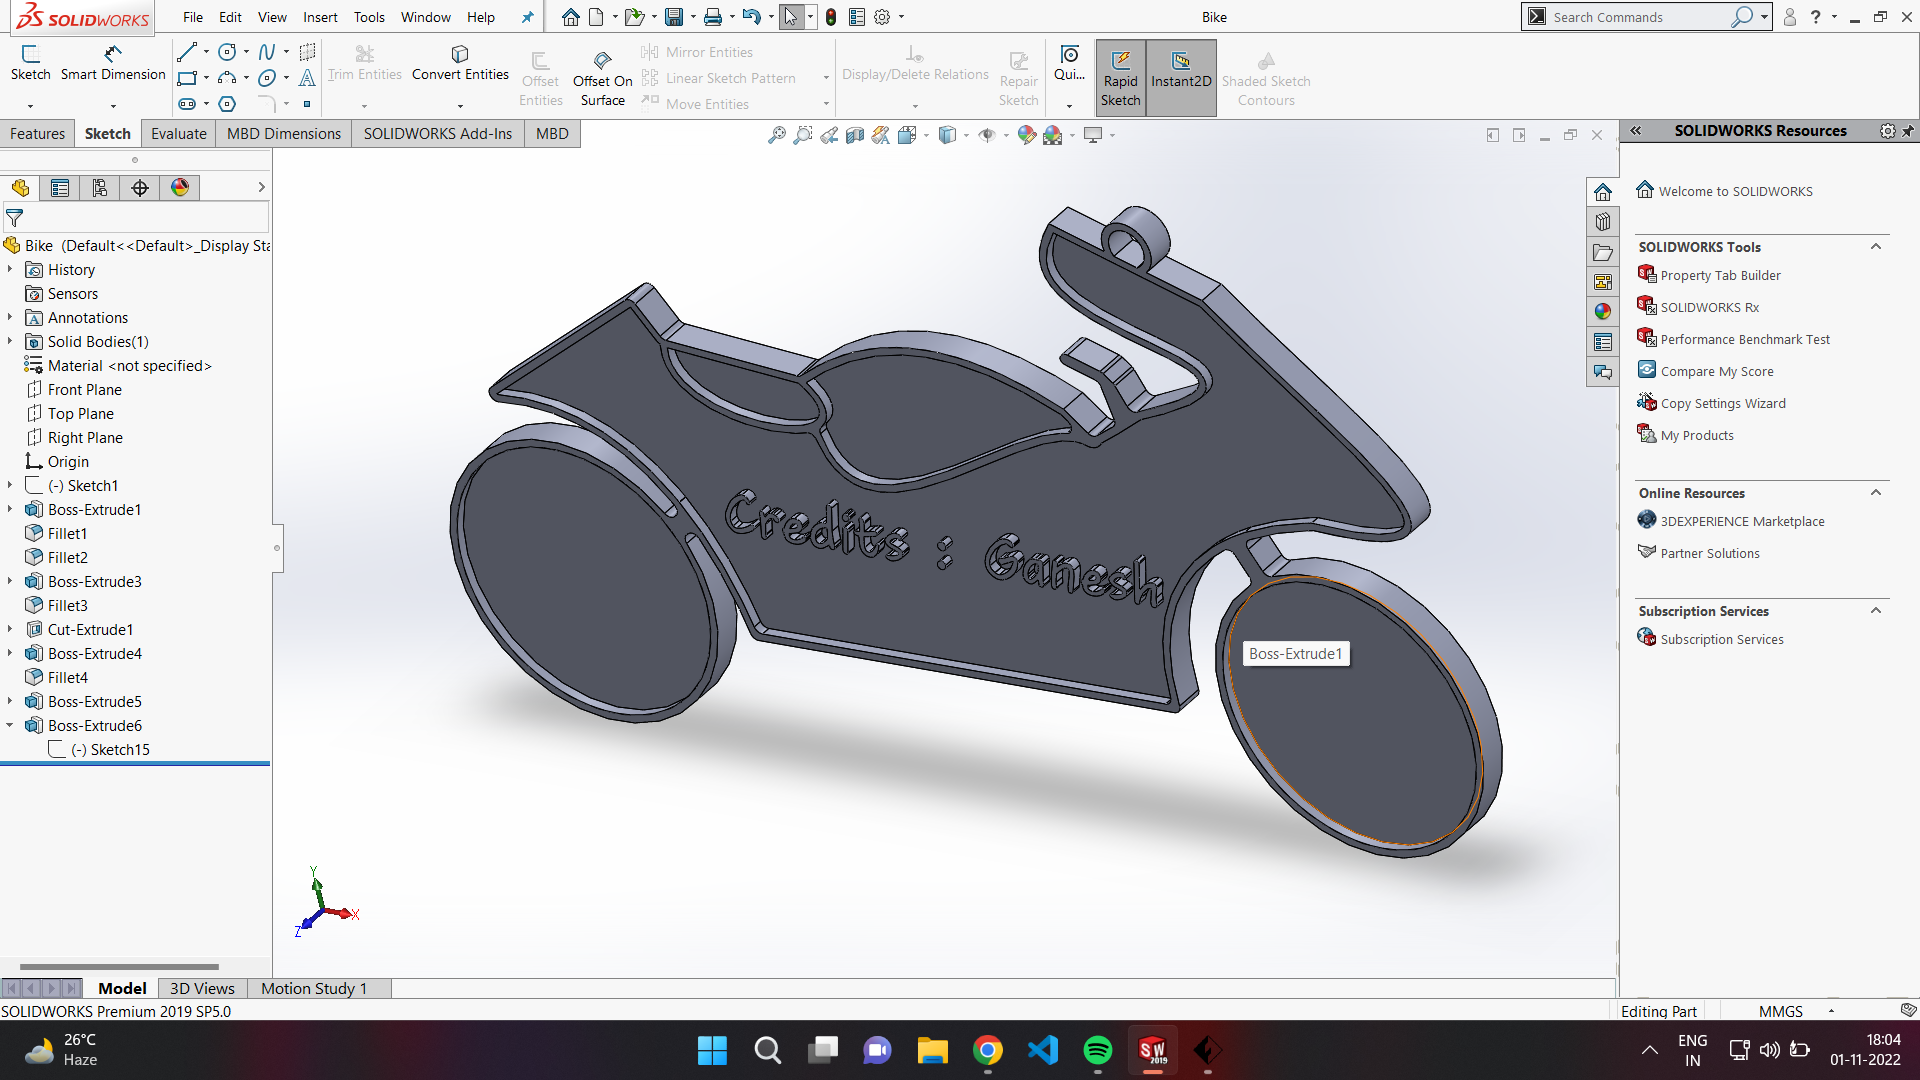 SOLIDWORKS File Edit View Insert Tools Window Help Bike Search Commands
Sketch Smart Dimension Trim Entities Convert Entities Offset Entities Offset On Surface Mirror Entities Linear Sketch Pattern Move Entities Display/Delete Relations Repair Sketch Qui... Rapid Sketch Instant2D Shaded Sketch Contours
Features Sketch Evaluate MBD Dimensions SOLIDWORKS Add-Ins MBD
Bike (Default<<Default>_Display Sta
History
Sensors
Annotations
Solid Bodies(1)
Material <not specified>
Front Plane
Top Plane
Right Plane
Origin
(-) Sketch1
Boss-Extrude1
Fillet1
Fillet2
Boss-Extrude3
Fillet3
Cut-Extrude1
Boss-Extrude4
Fillet4
Boss-Extrude5
Boss-Extrude6
(-) Sketch15
Credits : Ganesh
Boss-Extrude1
Y
X
Z
SOLIDWORKS Resources
Welcome to SOLIDWORKS
SOLIDWORKS Tools
Property Tab Builder
SOLIDWORKS Rx
Performance Benchmark Test
Compare My Score
Copy Settings Wizard
My Products
Online Resources
3DEXPERIENCE Marketplace
Partner Solutions
Subscription Services
Subscription Services
Model 3D Views Motion Study 1
SOLIDWORKS Premium 2019 SP5.0 Editing Part MMGS
26°C
Haze
SW
2019
ENG
IN
18:04
01-11-2022